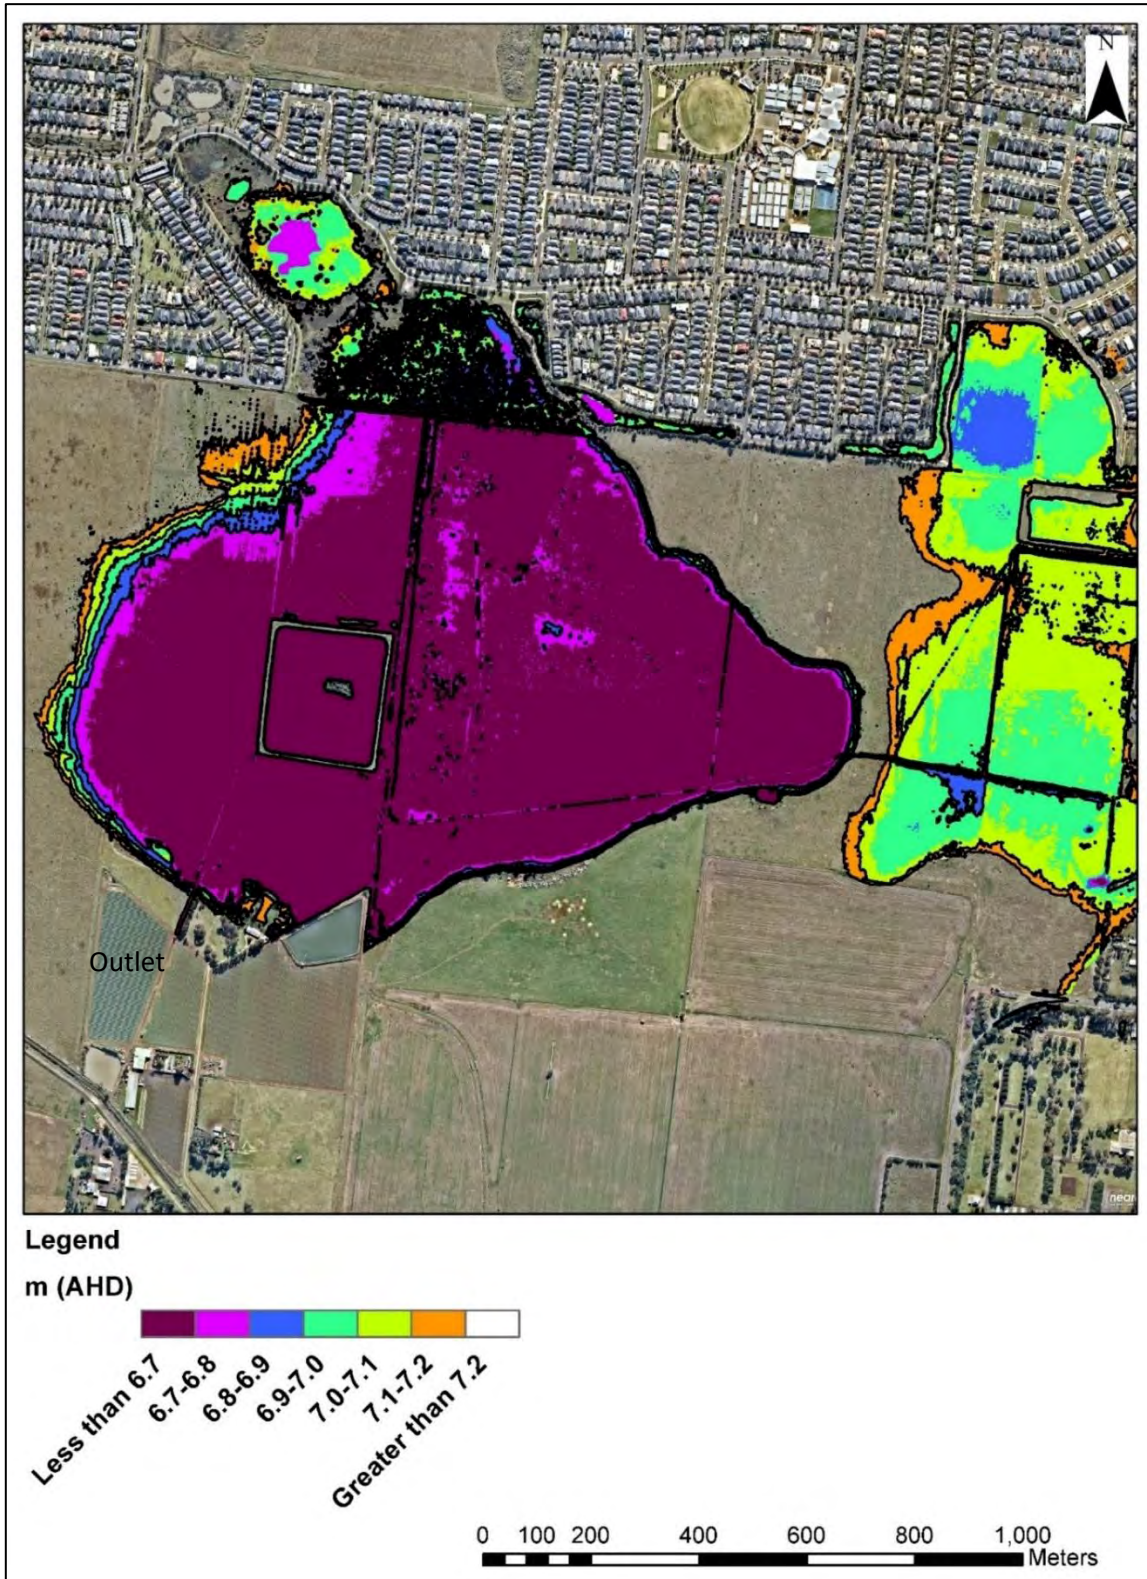 N
Outlet
near
Legend
m (AHD)
Less than 6.7
6.7-6.8
6.8-6.9
6.9-7.0
7.0-7.1
7.1-7.2
Greater than 7.2
0 100 200 400 600 800 1,000
Meters